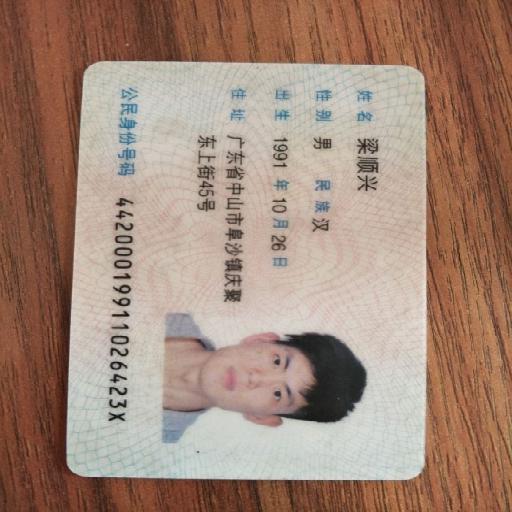 姓名 梁顺兴
性别 男 民族 汉
出生 1991 年 10 月 26 日
住址 广东省中山市阜沙镇庆聚
东上街45号
公民身份号码 44200019911026423X